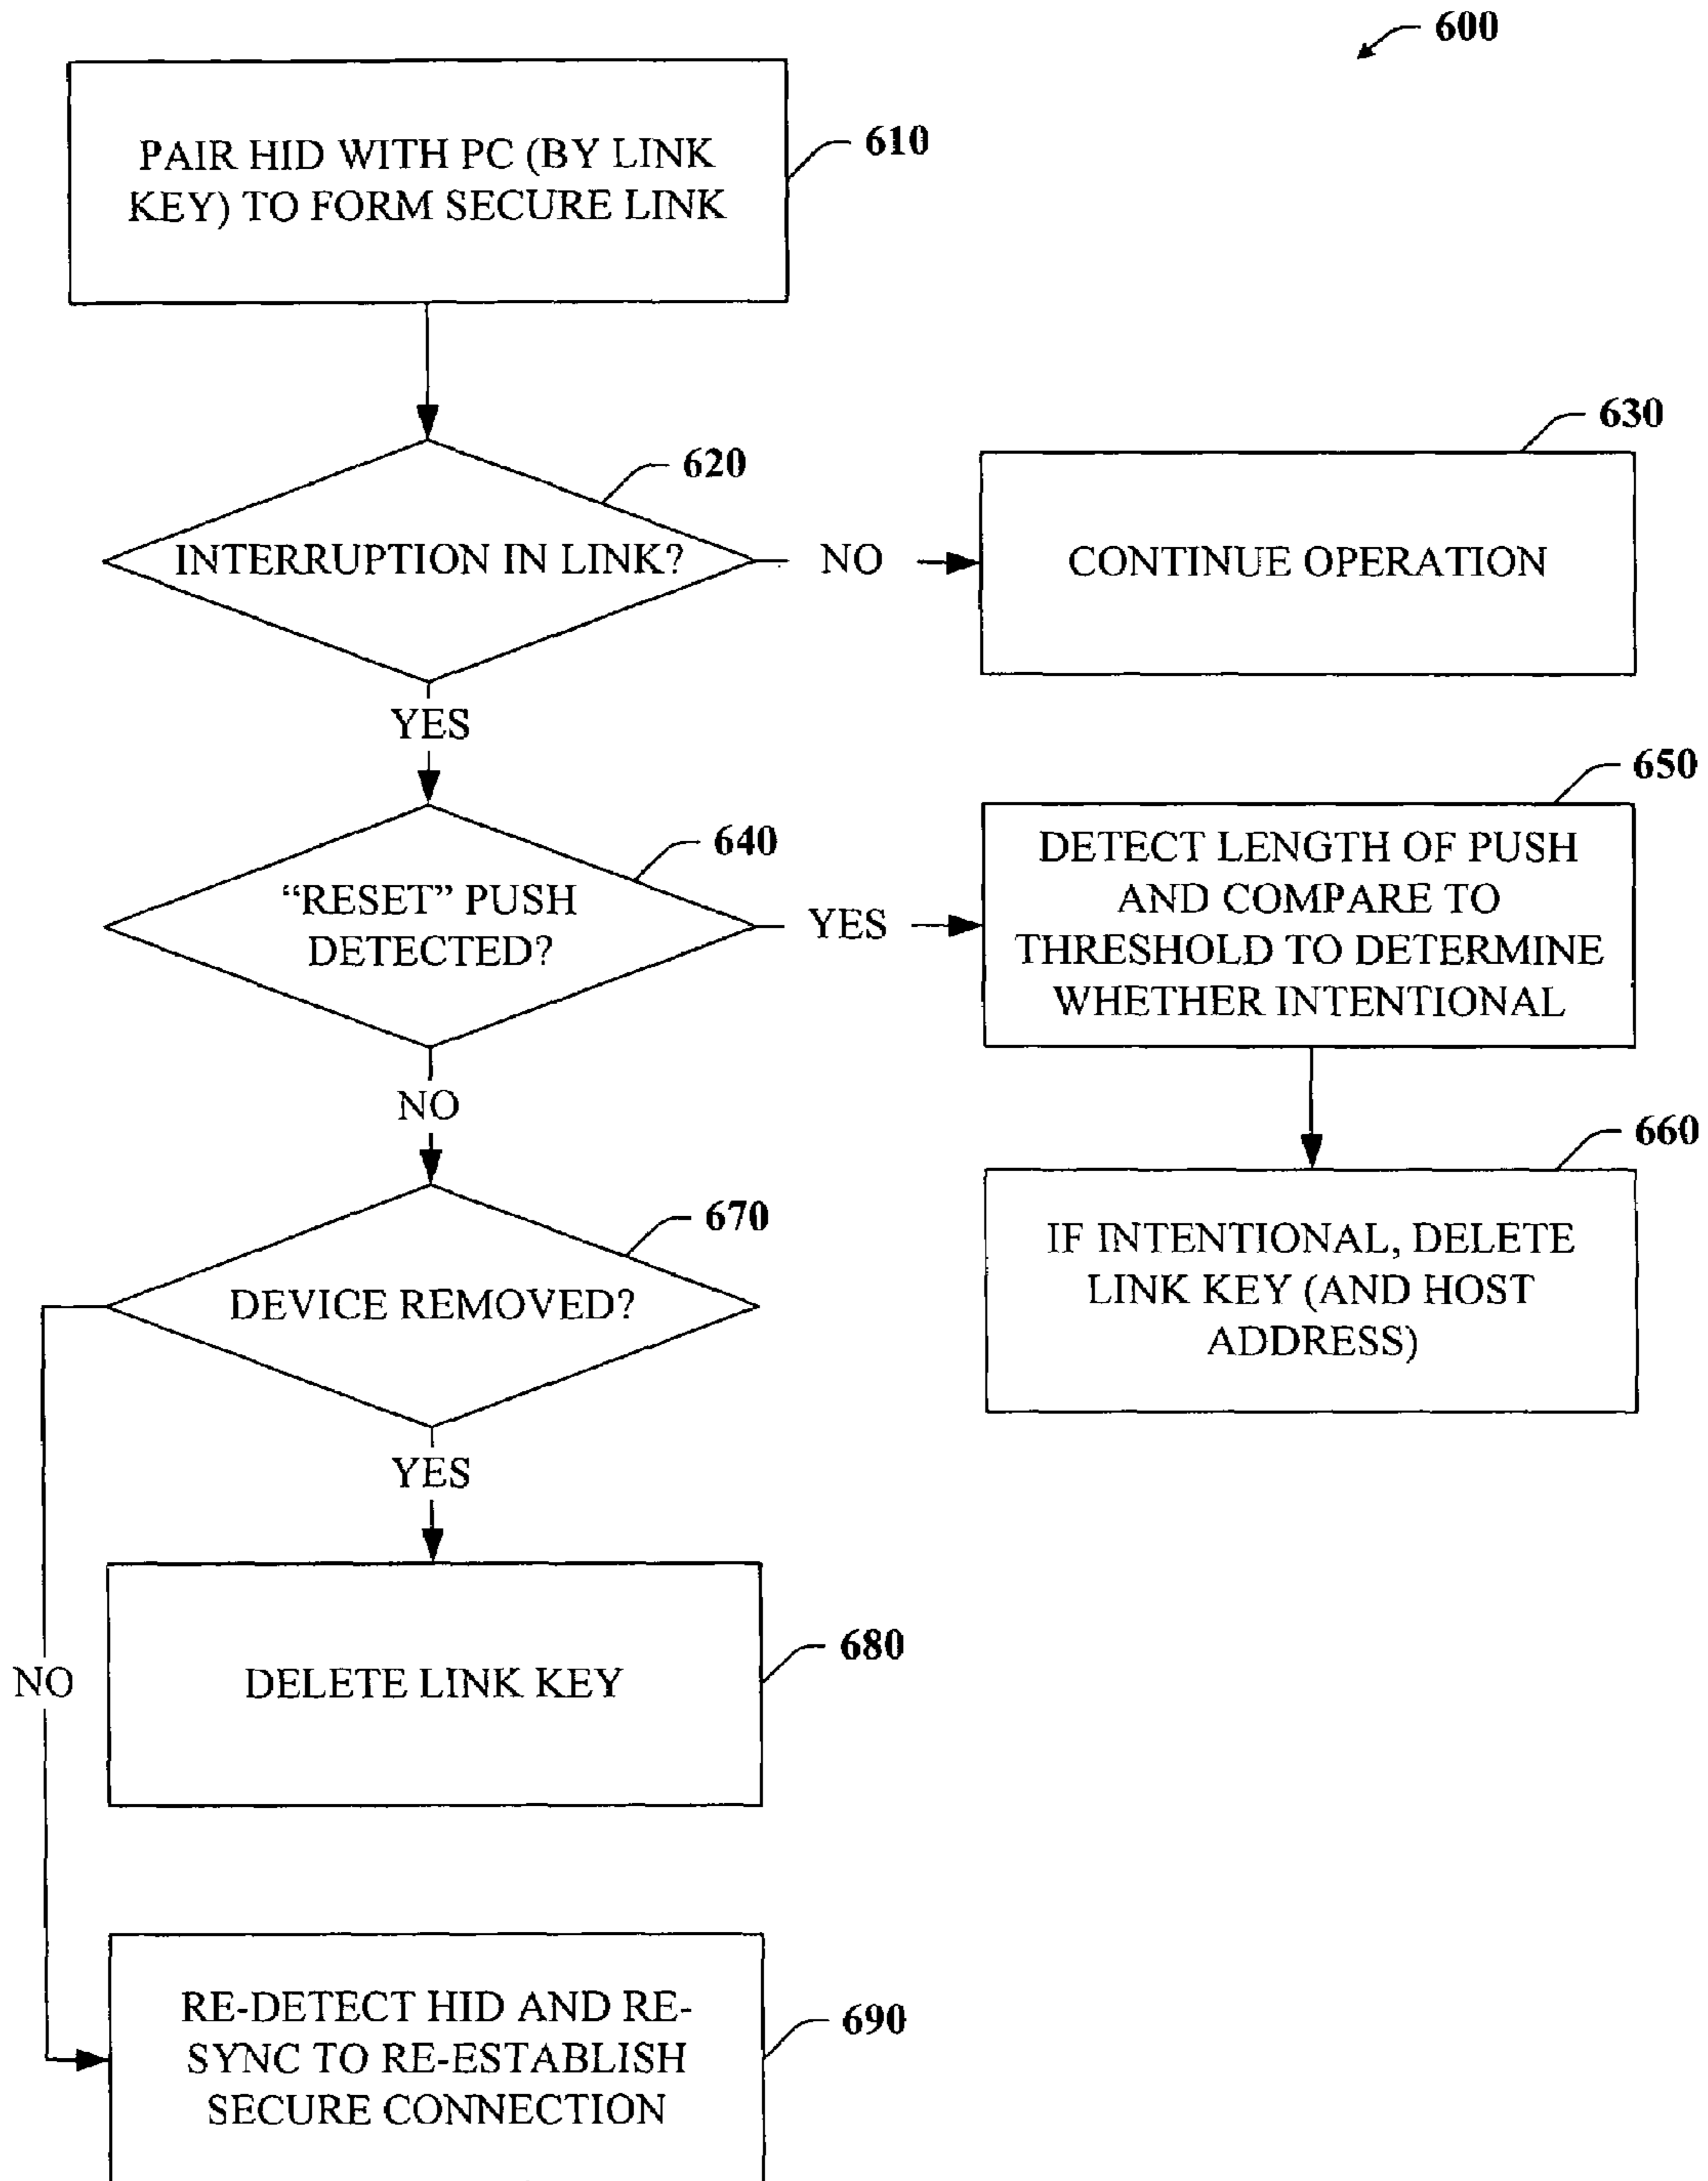 600
PAIR HID WITH PC (BY LINK
KEY) TO FORM SECURE LINK
610
INTERRUPTION IN LINK?
620
NO
CONTINUE OPERATION
630
YES
"RESET" PUSH
DETECTED?
640
YES
DETECT LENGTH OF PUSH
AND COMPARE TO
THRESHOLD TO DETERMINE
WHETHER INTENTIONAL
650
IF INTENTIONAL, DELETE
LINK KEY (AND HOST
ADDRESS)
660
NO
DEVICE REMOVED?
670
YES
DELETE LINK KEY
680
NO
RE-DETECT HID AND RE-
SYNC TO RE-ESTABLISH
SECURE CONNECTION
690